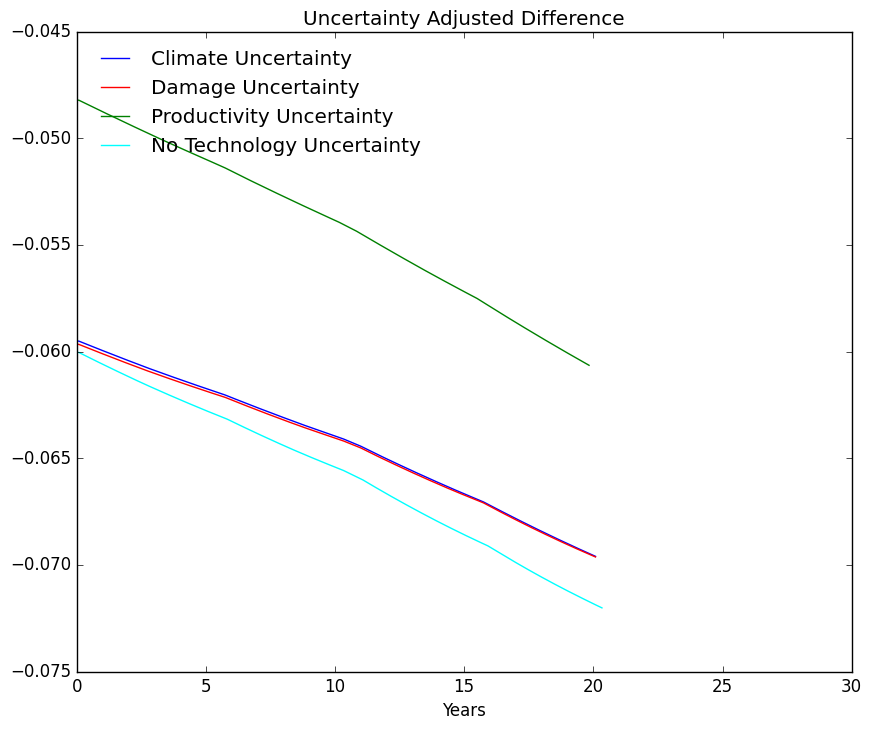 Uncertainty Adjusted Difference
−0.045
−0.050
−0.055
−0.060
−0.065
−0.070
−0.075
Climate Uncertainty
Damage Uncertainty
Productivity Uncertainty
No Technology Uncertainty
0 5 10 15 20 25 30
Years